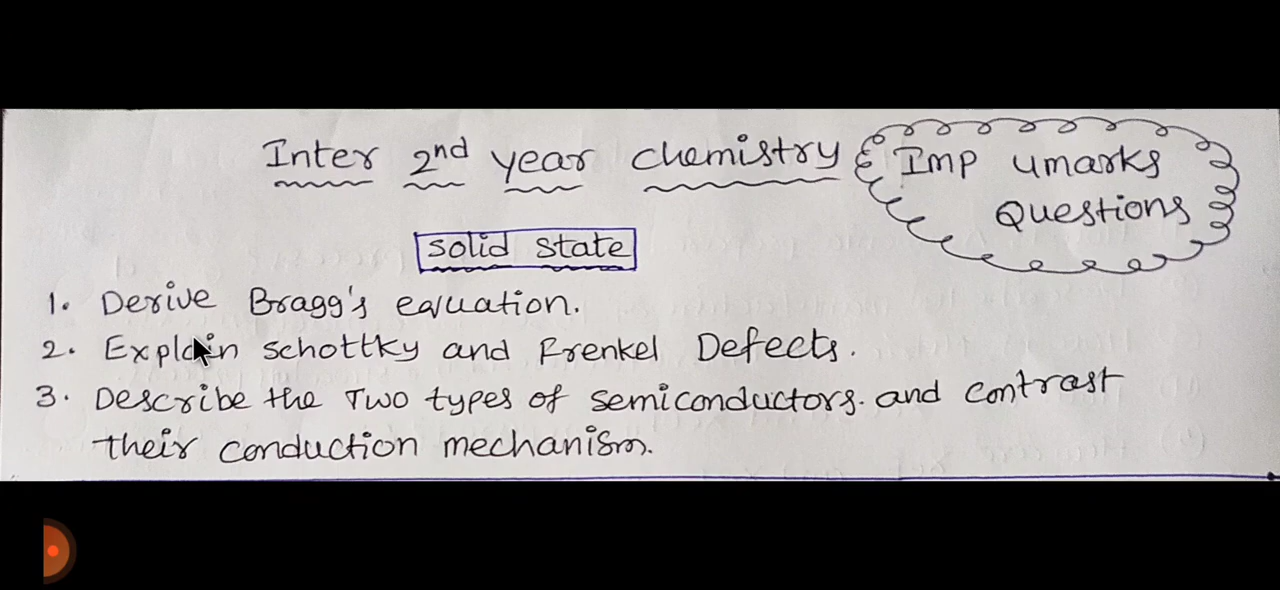 Inter 2nd year chemistry
Imp 4marks
Questions
Solid State
1. Derive Bragg's equation.
2. Explain Schottky and Frenkel Defects.
3. Describe the Two types of semiconductors. and contrast
their conduction mechanism.